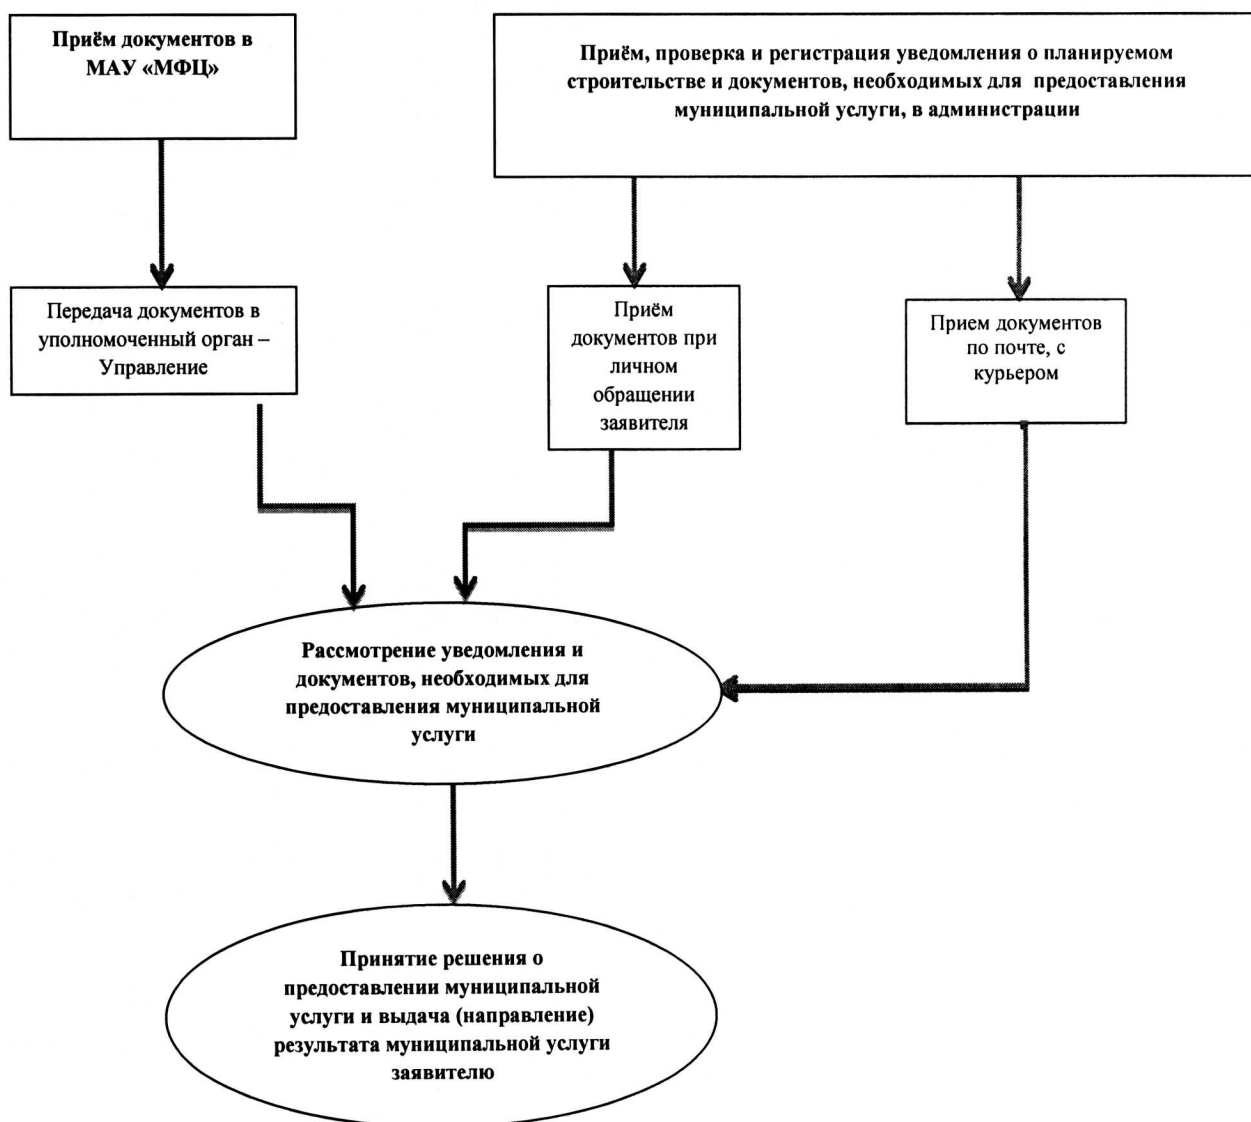 Приём документов в
МАУ «МФЦ»
Приём, проверка и регистрация уведомления о планируемом
строительстве и документов, необходимых для предоставления
муниципальной услуги, в администрации
Передача документов в
уполномоченный орган –
Управление
Приём
документов при
личном
обращении
заявителя
Прием документов
по почте, с
курьером
Рассмотрение уведомления и
документов, необходимых для
предоставления муниципальной
услуги
Принятие решения о
предоставлении муниципальной
услуги и выдача (направление)
результата муниципальной услуги
заявителю